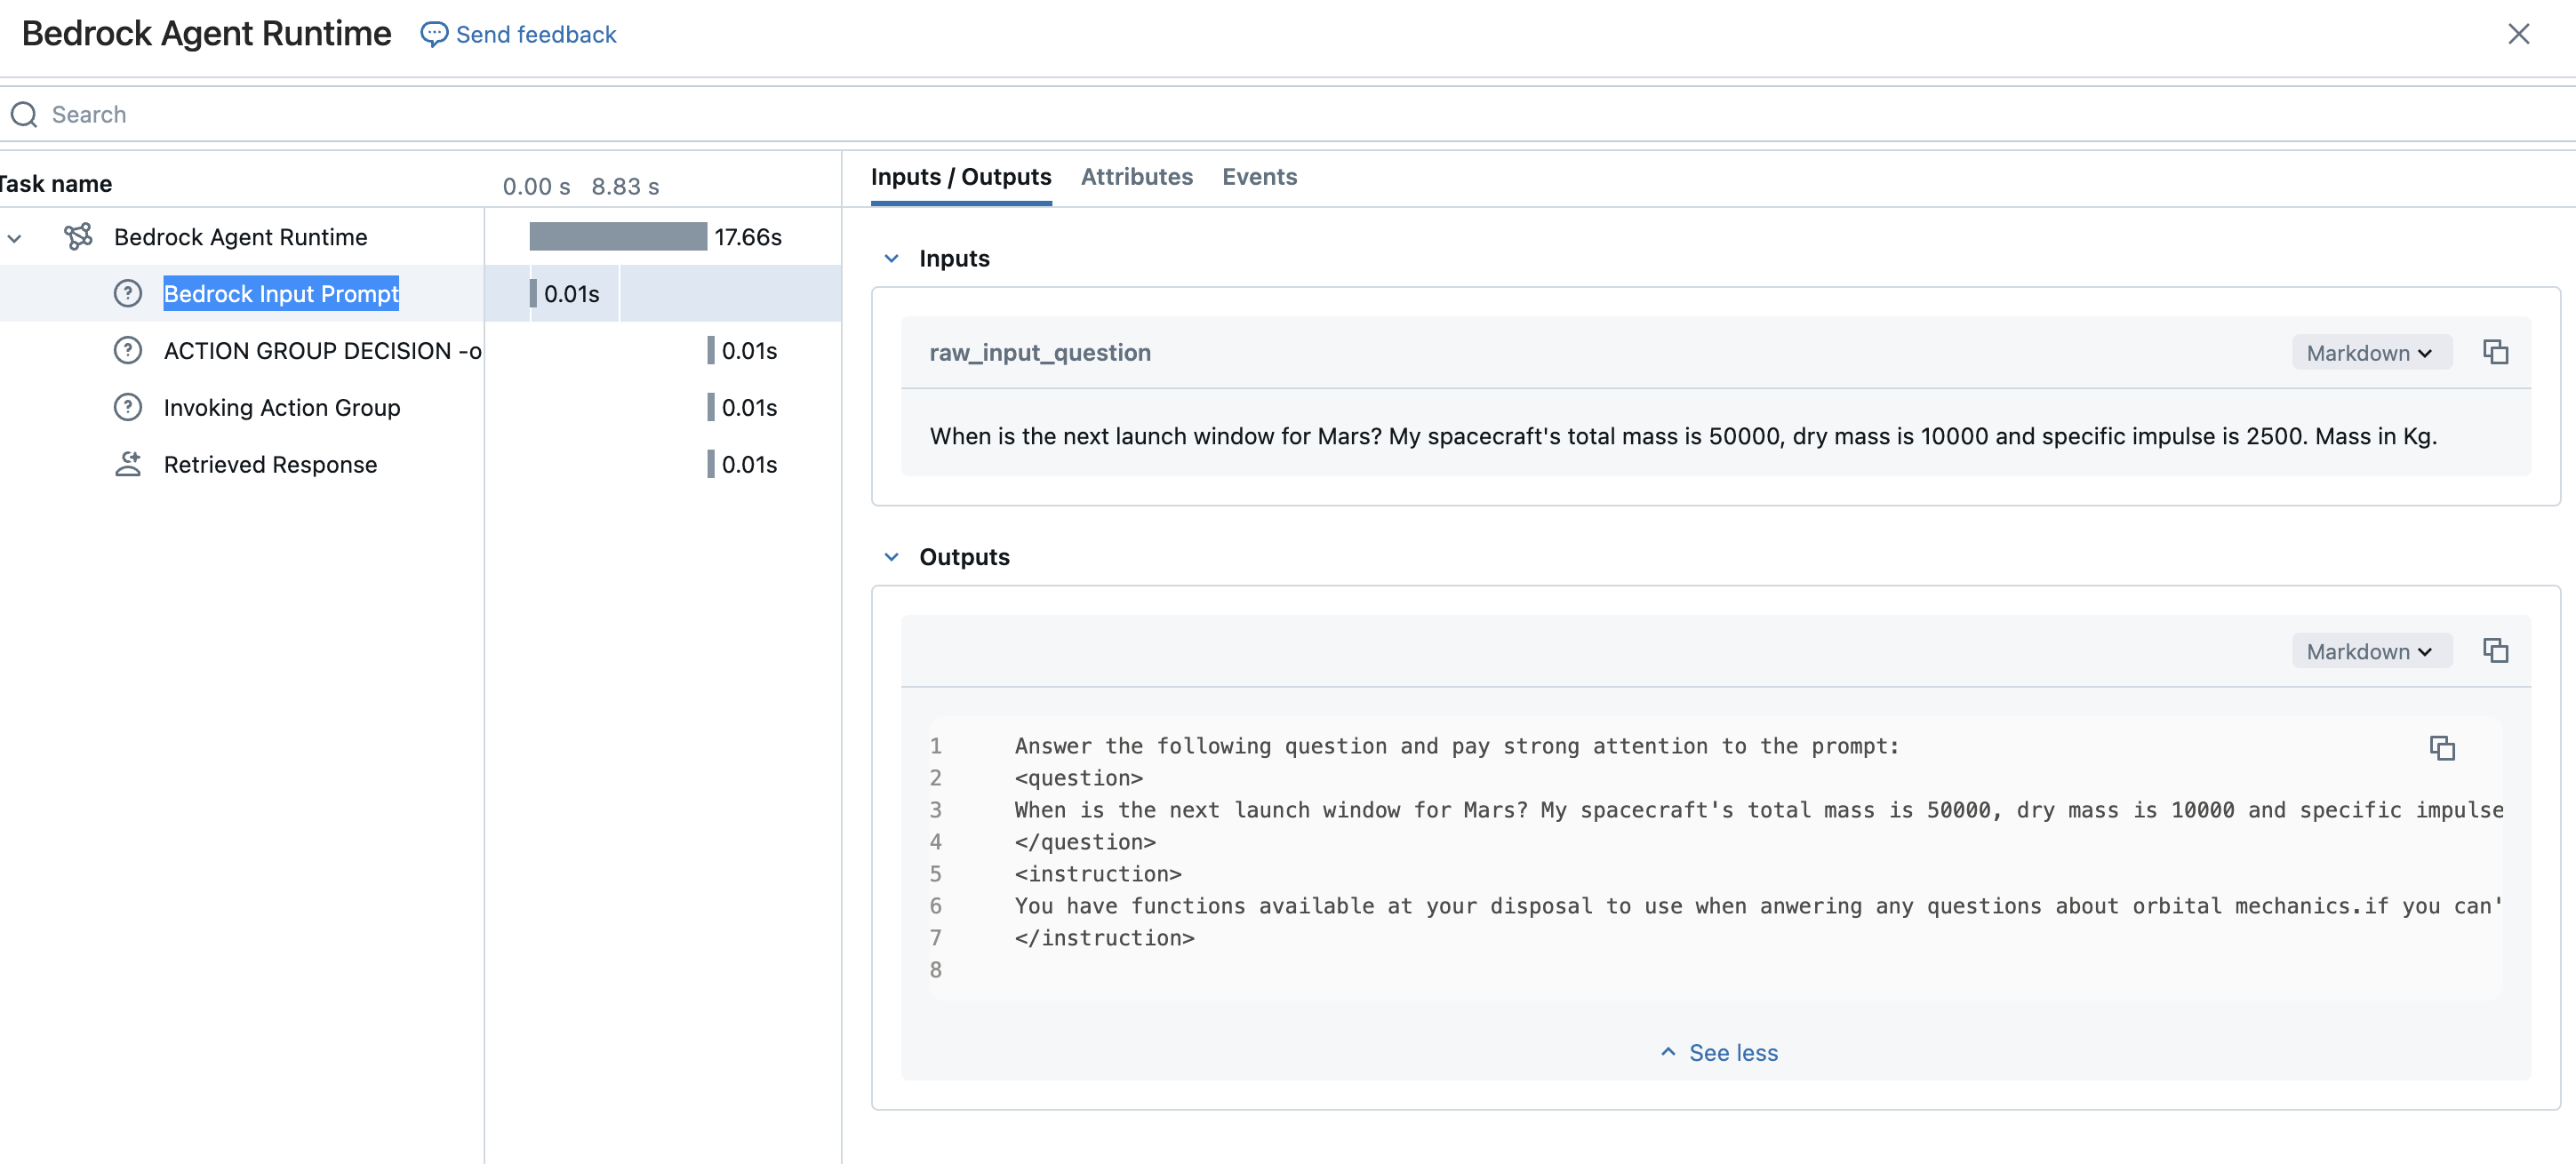 Bedrock Agent Runtime Send feedback
Search
Task name 0.00 s 8.83 s
Bedrock Agent Runtime 17.66s
Bedrock Input Prompt 0.01s
ACTION GROUP DECISION -o 0.01s
Invoking Action Group 0.01s
Retrieved Response 0.01s
Inputs / Outputs Attributes Events
Inputs
raw_input_question Markdown
When is the next launch window for Mars? My spacecraft's total mass is 50000, dry mass is 10000 and specific impulse is 2500. Mass in Kg.
Outputs
Markdown
1 Answer the following question and pay strong attention to the prompt:
2 <question>
3 When is the next launch window for Mars? My spacecraft's total mass is 50000, dry mass is 10000 and specific impulse
4 </question>
5 <instruction>
6 You have functions available at your disposal to use when anwering any questions about orbital mechanics.if you can'
7 </instruction>
8
See less